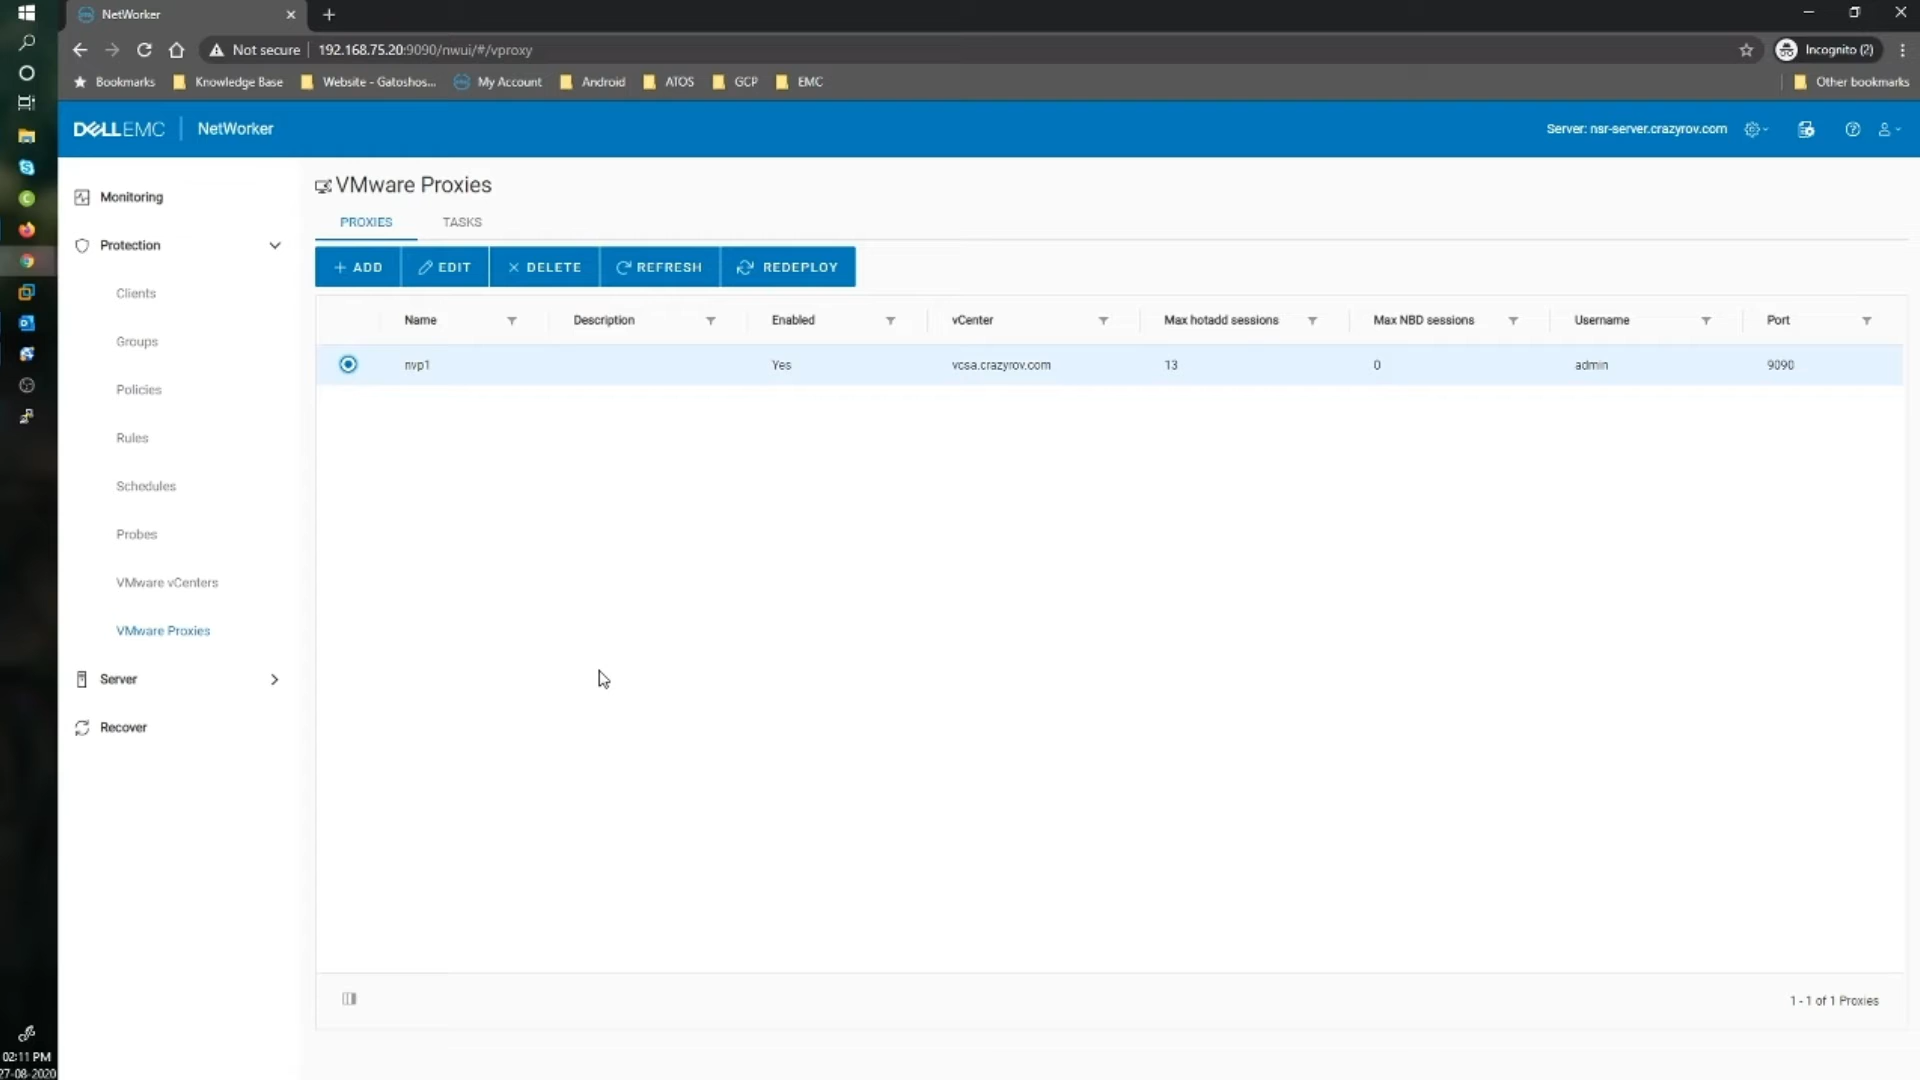 NetWorker
Not secure 192.168.75.20:9090/nwui/#/vproxy Incognito (2)
Bookmarks Knowledge Base Website - Gatoshos... My Account Android ATOS GCP EMC Other bookmarks
DELLEMC NetWorker Server: nsr-server.crazyrov.com
Monitoring
Protection
Clients
Groups
Policies
Rules
Schedules
Probes
VMware vCenters
VMware Proxies
Server
Recover
VMware Proxies
PROXIES TASKS
ADD EDIT DELETE REFRESH REDEPLOY
Name Description Enabled vCenter Max hotadd sessions Max NBD sessions Username Port
nvp1 Yes vcsa.crazyrov.com 13 0 admin 9090
1 - 1 of 1 Proxies
02:11 PM
27-08-2020